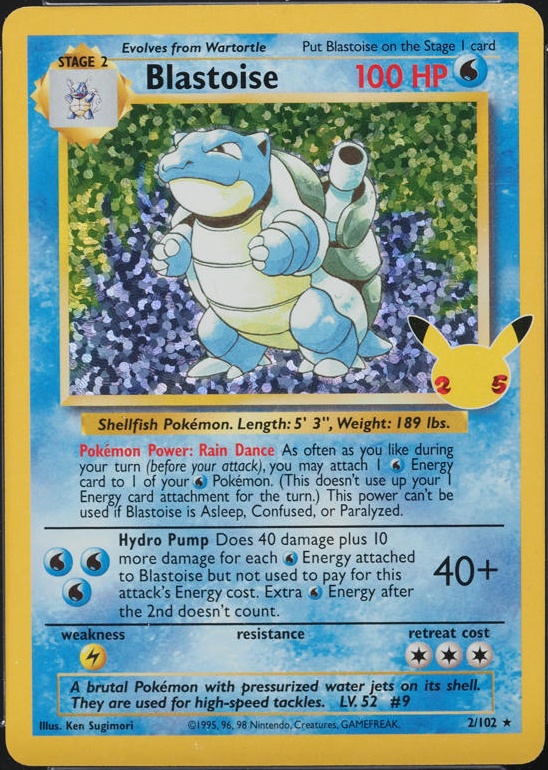 Evolves from Wartortle Put Blastoise on the Stage 1 card
STAGE 2
Blastoise 100 HP
25
Shellfish Pokémon. Length: 5' 3", Weight: 189 lbs.
Pokémon Power: Rain Dance As often as you like during
your turn (before your attack), you may attach 1 Energy
card to 1 of your Pokémon. (This doesn't use up your 1
Energy card attachment for the turn.) This power can't be
used if Blastoise is Asleep, Confused, or Paralyzed.
Hydro Pump Does 40 damage plus 10
more damage for each Energy attached
to Blastoise but not used to pay for this
attack's Energy cost. Extra Energy after
the 2nd doesn't count.
40+
weakness resistance retreat cost
A brutal Pokémon with pressurized water jets on its shell.
They are used for high-speed tackles. LV. 52 #9
Illus. Ken Sugimori ©1995, 96, 98 Nintendo, Creatures, GAMEFREAK. 2/102 ★